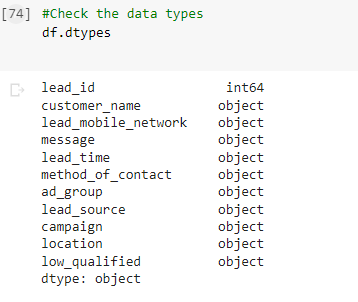 [74] #Check the data types
df.dtypes
lead_id int64
customer_name object
lead_mobile_network object
message object
lead_time object
method_of_contact object
ad_group object
lead_source object
campaign object
location object
low_qualified object
dtype: object